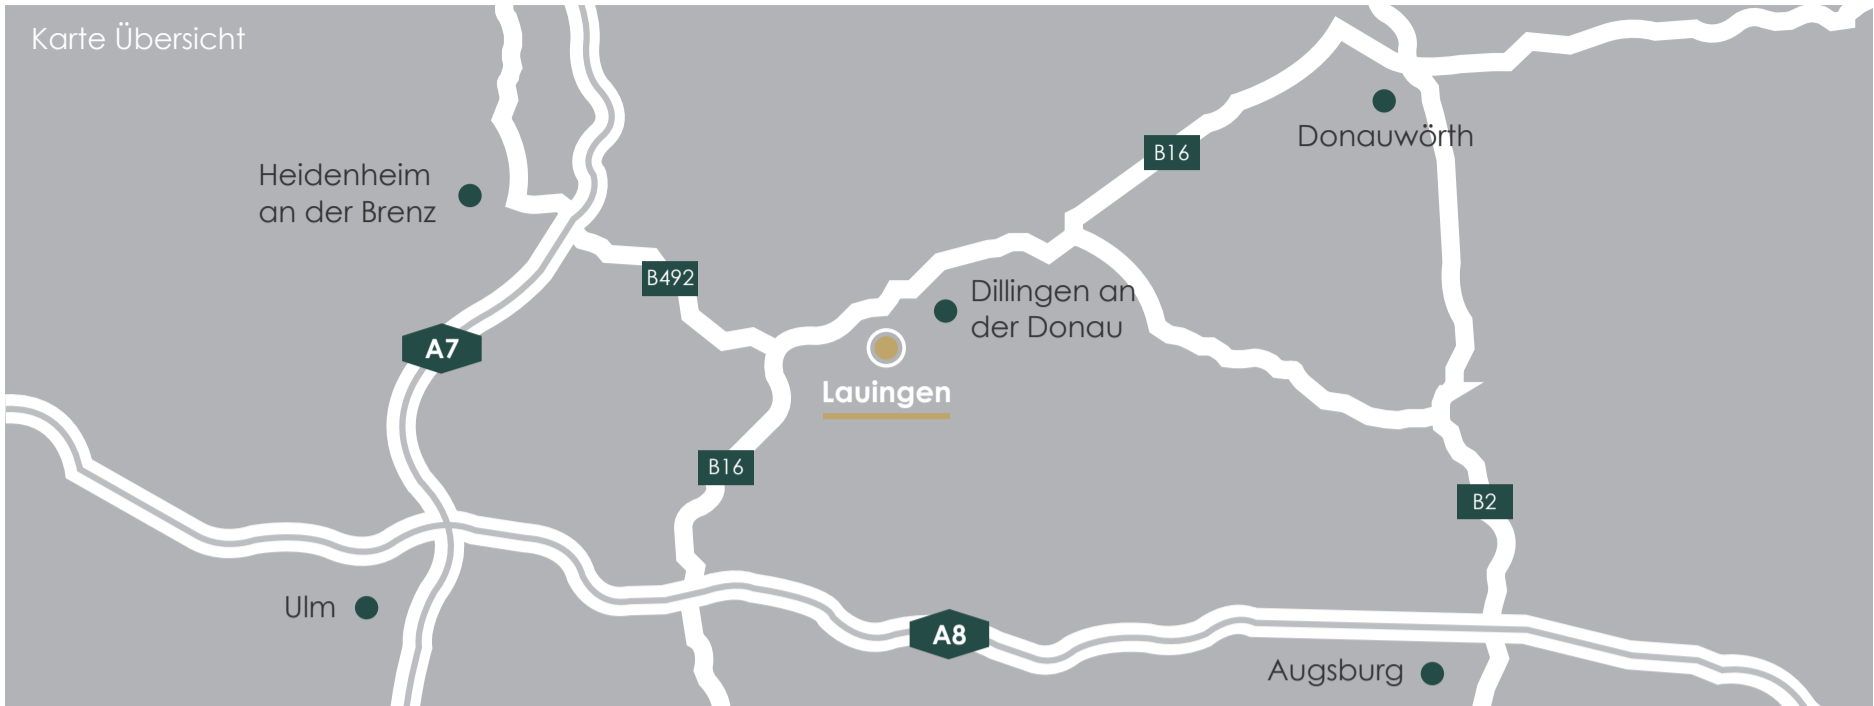 Karte Übersicht
Donauwörth
B16
Heidenheim
an der Brenz
B492
Dillingen an
der Donau
A7
Lauingen
B16
B2
Ulm
A8
Augsburg